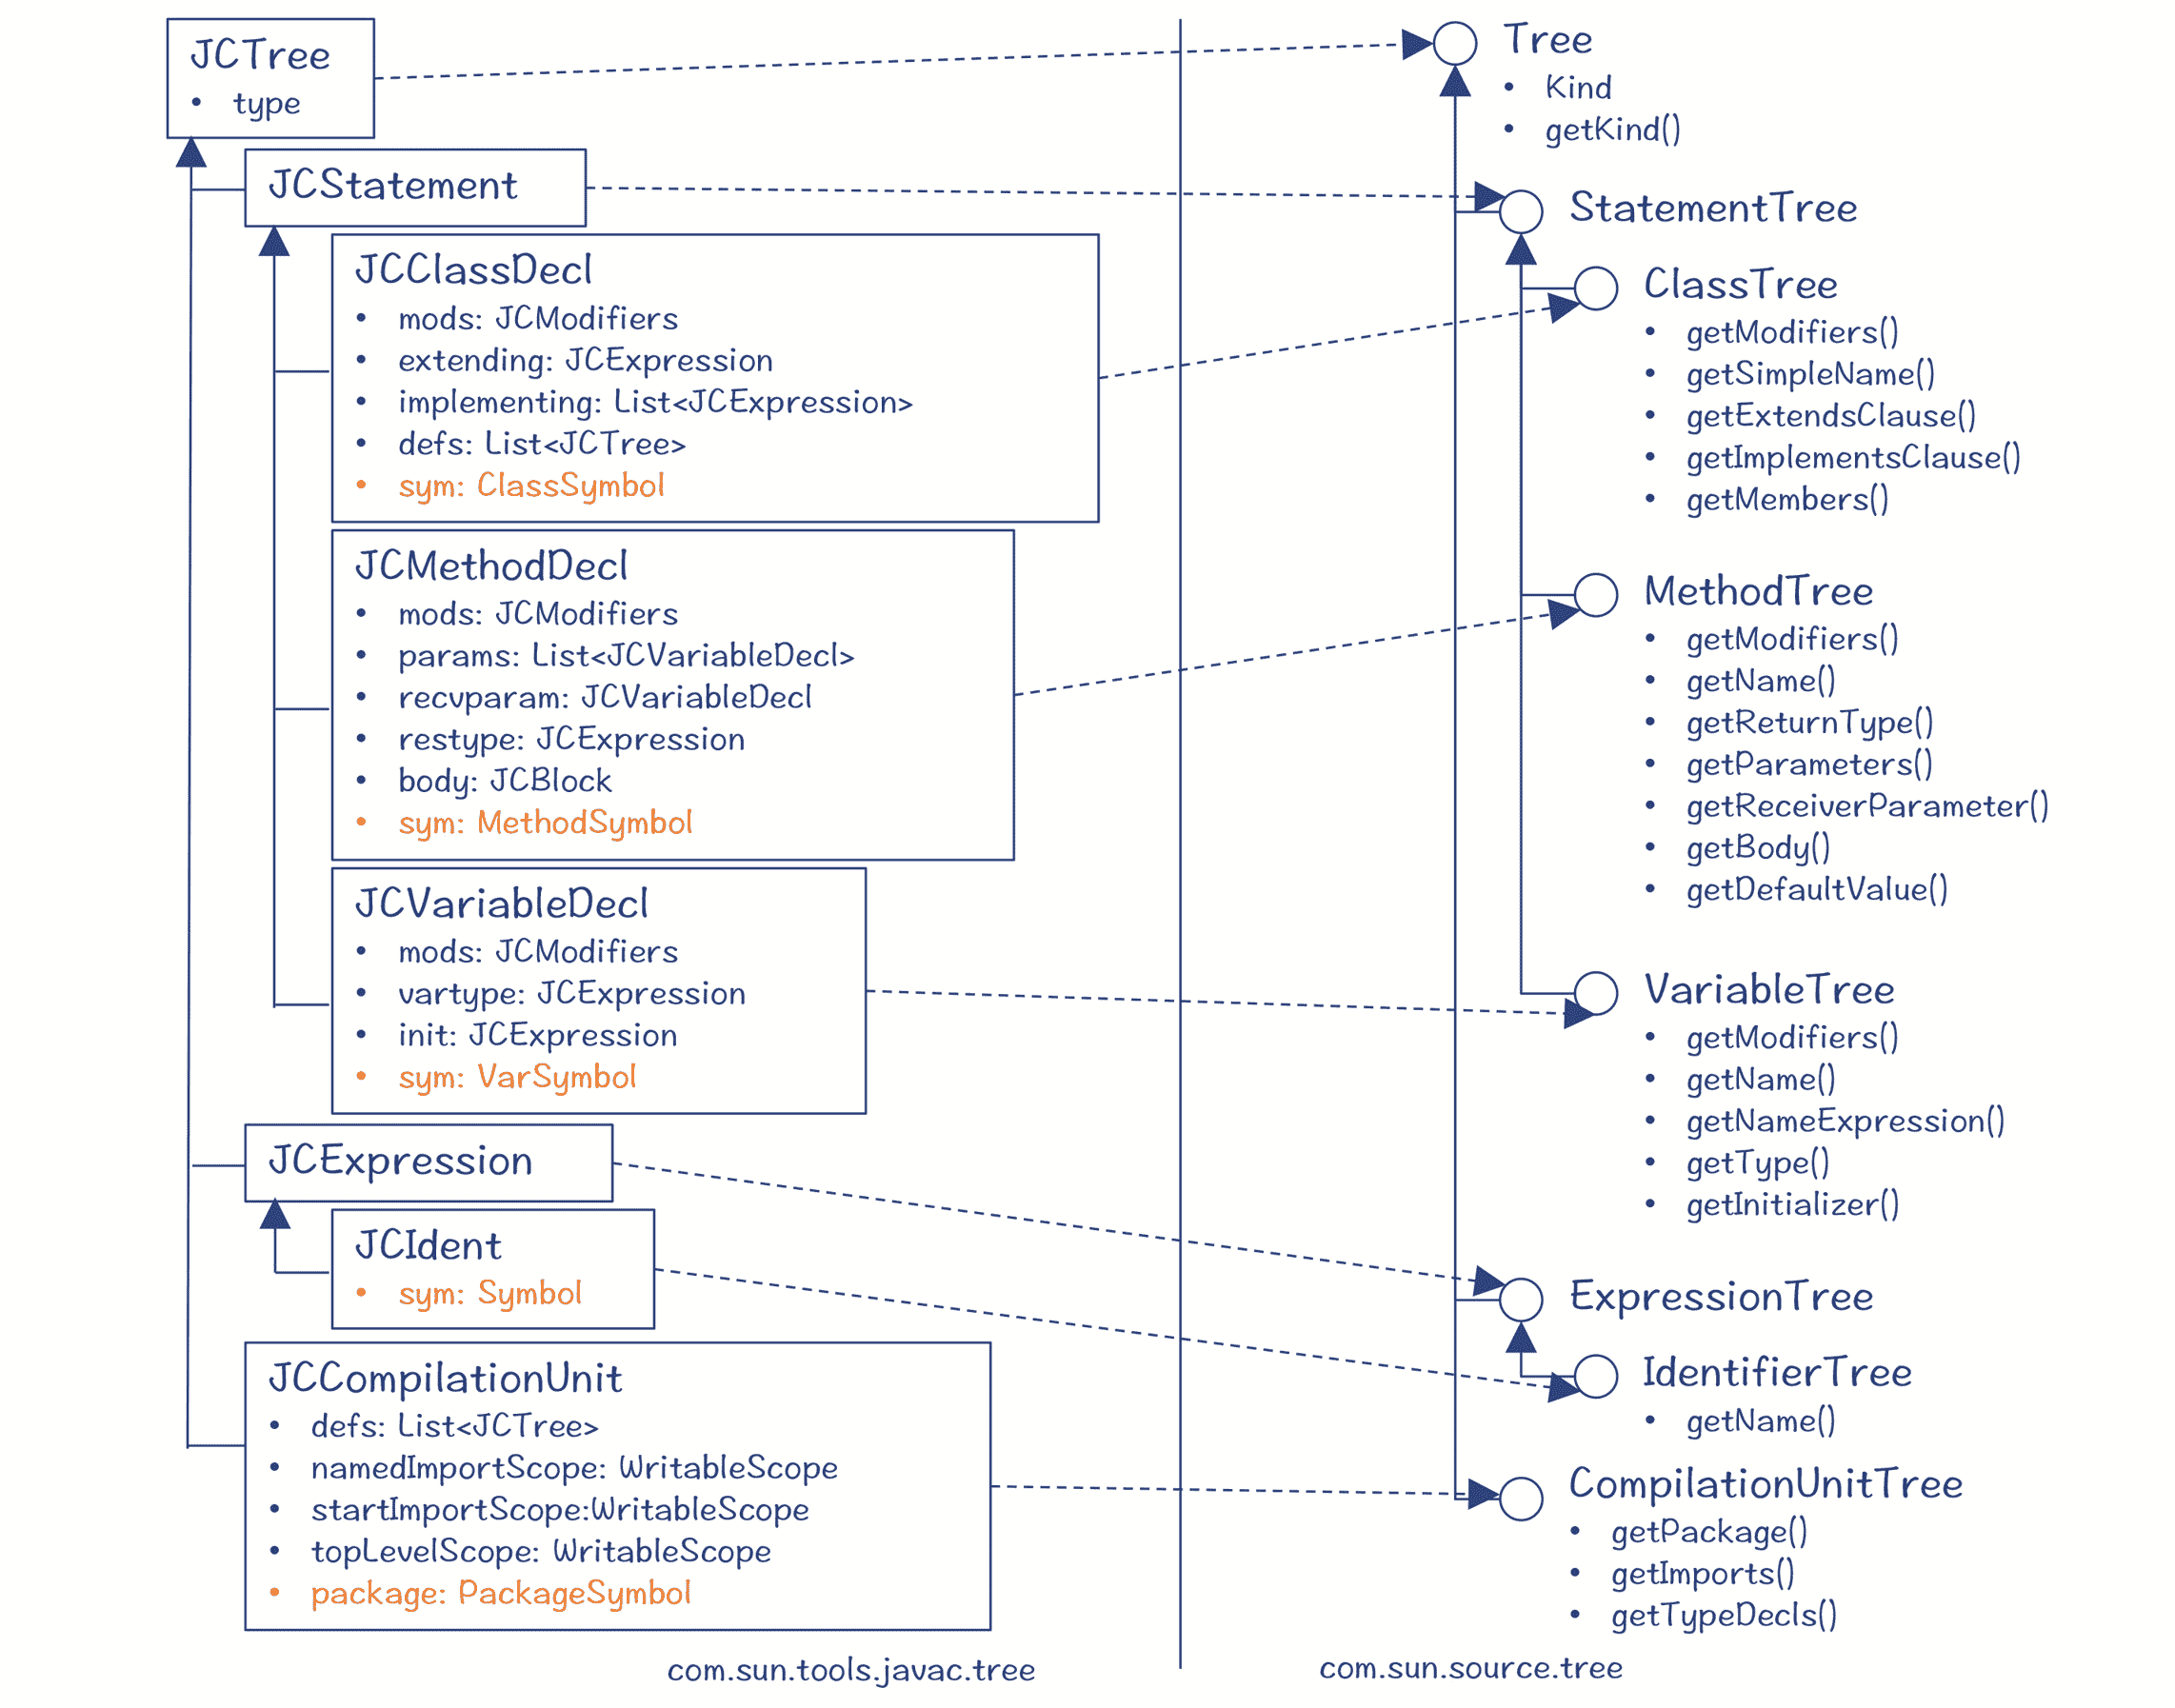 JCTree
• type
JCStatement
JCClassDecl
• mods: JCModifiers
• extending: JCExpression
• implementing: List<JCExpression>
• defs: List<JCTree>
• sym: ClassSymbol
JCMethodDecl
• mods: JCModifiers
• params: List<JCVariableDecl>
• recvparam: JCVariableDecl
• restype: JCExpression
• body: JCBlock
• sym: MethodSymbol
JCVariableDecl
• mods: JCModifiers
• vartype: JCExpression
• init: JCExpression
• sym: VarSymbol
JCExpression
JCIdent
• sym: Symbol
JCCompilationUnit
• defs: List<JCTree>
• namedImportScope: WritableScope
• startImportScope:WritableScope
• topLevelScope: WritableScope
• package: PackageSymbol
com.sun.tools.javac.tree
Tree
• Kind
• getKind()
StatementTree
ClassTree
• getModifiers()
• getSimpleName()
• getExtendsClause()
• getImplementsClause()
• getMembers()
MethodTree
• getModifiers()
• getName()
• getReturnType()
• getParameters()
• getReceiverParameter()
• getBody()
• getDefaultValue()
VariableTree
• getModifiers()
• getName()
• getNameExpression()
• getType()
• getInitializer()
ExpressionTree
IdentifierTree
• getName()
CompilationUnitTree
• getPackage()
• getImports()
• getTypeDecls()
com.sun.source.tree